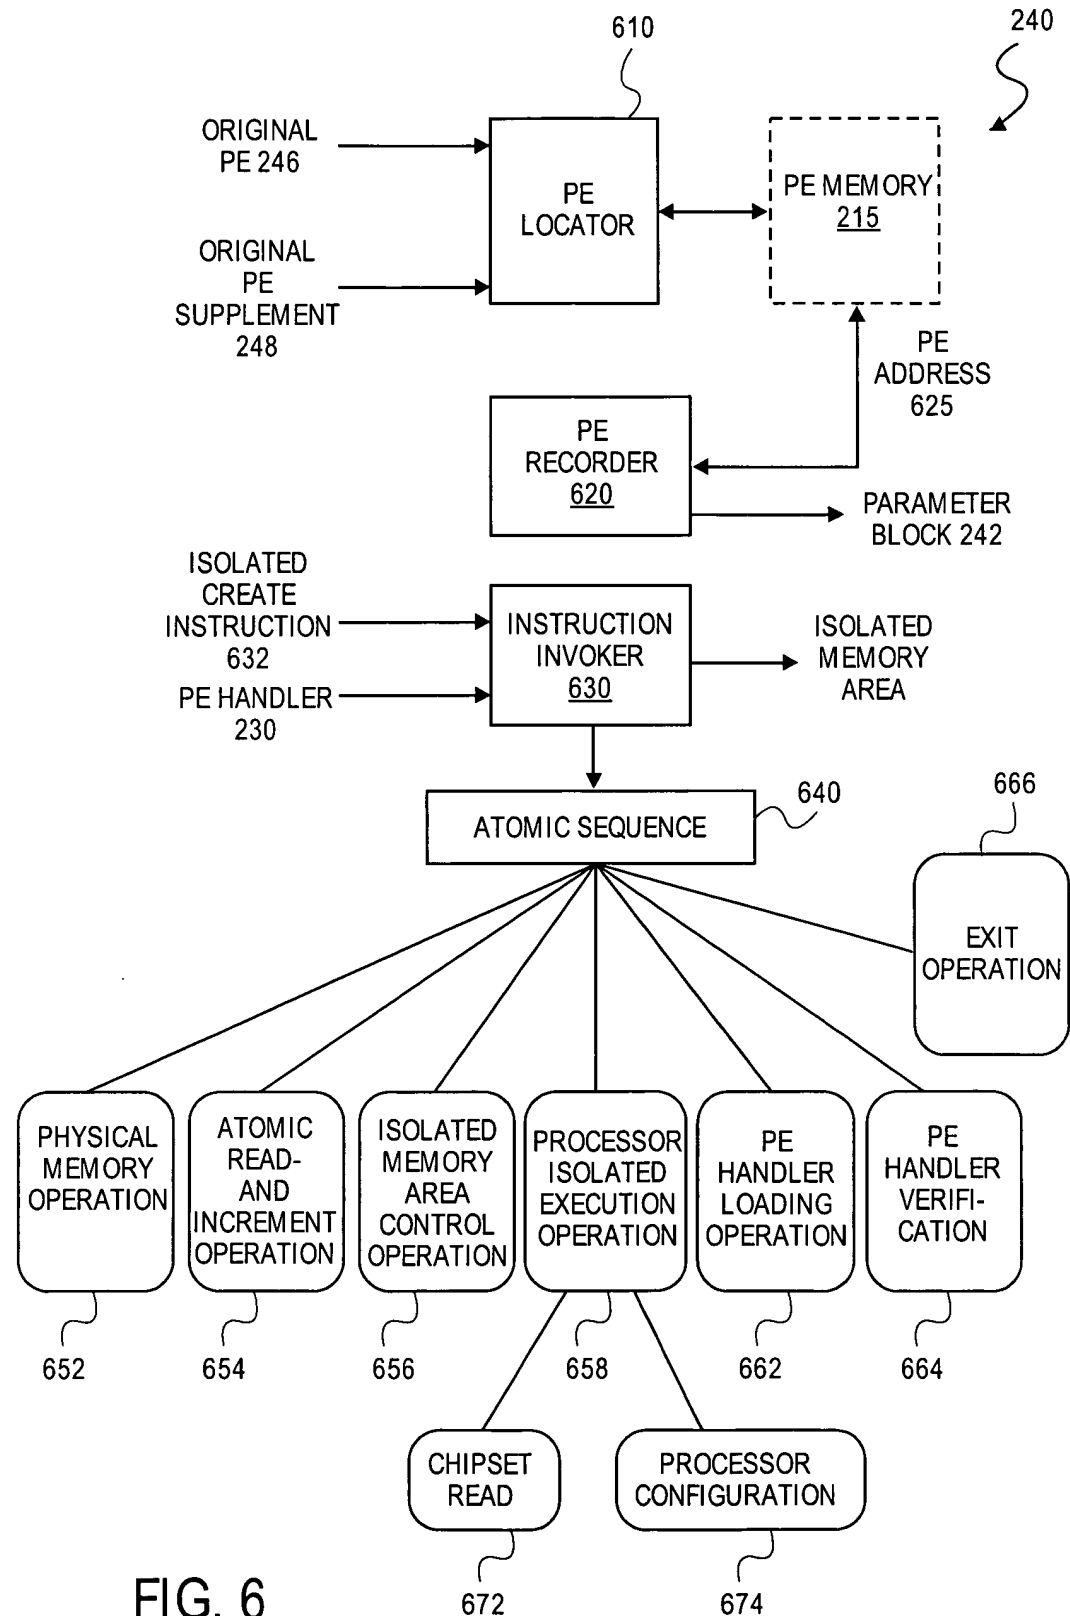 610
240
ORIGINAL
PE 246
PE
LOCATOR
PE MEMORY
215
ORIGINAL
PE
SUPPLEMENT
248
PE
ADDRESS
625
PE
RECORDER
620
PARAMETER
BLOCK 242
ISOLATED
CREATE
INSTRUCTION
632
PE HANDLER
230
INSTRUCTION
INVOKER
630
ISOLATED
MEMORY
AREA
640
ATOMIC SEQUENCE
666
EXIT
OPERATION
PHYSICAL
MEMORY
OPERATION
ATOMIC
READ-
AND
INCREMENT
OPERATION
ISOLATED
MEMORY
AREA
CONTROL
OPERATION
PROCESSOR
ISOLATED
EXECUTION
OPERATION
PE
HANDLER
LOADING
OPERATION
PE
HANDLER
VERIFI-
CATION
652
654
656
658
662
664
CHIPSET
READ
PROCESSOR
CONFIGURATION
672
674
FIG. 6